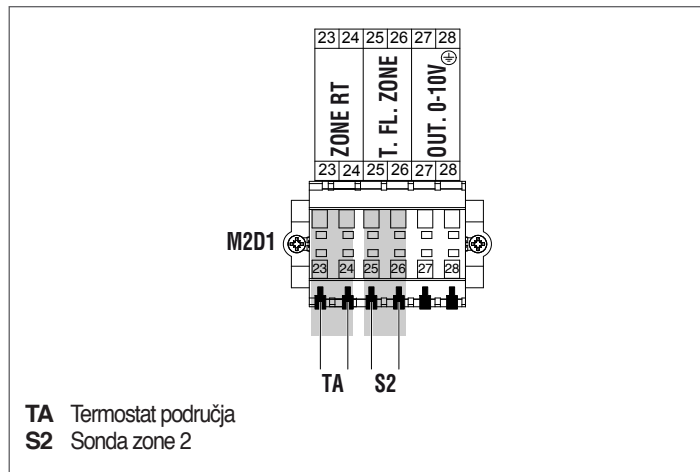 23 24 25 26 27 28
ZONE RT
T. FL. ZONE
OUT. 0-10V
23 24 25 26 27 28
M2D1
23 24 25 26 27 28
TA S2
TA Termostat područja
S2 Sonda zone 2